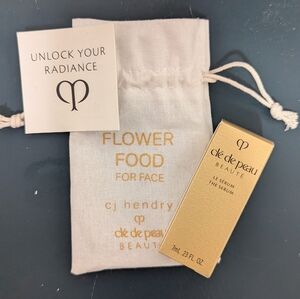 UNLOCK YOUR
RADIANCE
FLOWER
FOOD
FOR FACE
cj hendry
clé de peau
BEAUTÉ
clé de peau
BEAUTÉ
LE SÉRUM
THE SERUM
7mL .23 FL. OZ.